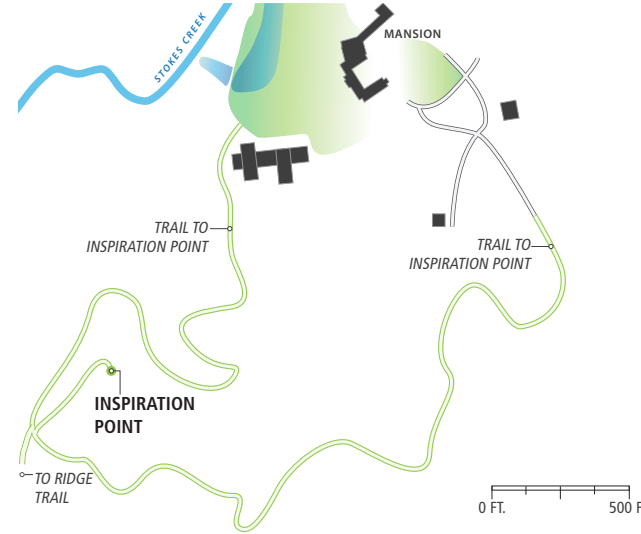 STOKES CREEK
MANSION
TRAIL TO
INSPIRATION POINT
TRAIL TO
INSPIRATION POINT
INSPIRATION
POINT
TO RIDGE
TRAIL
0 FT.
500 F